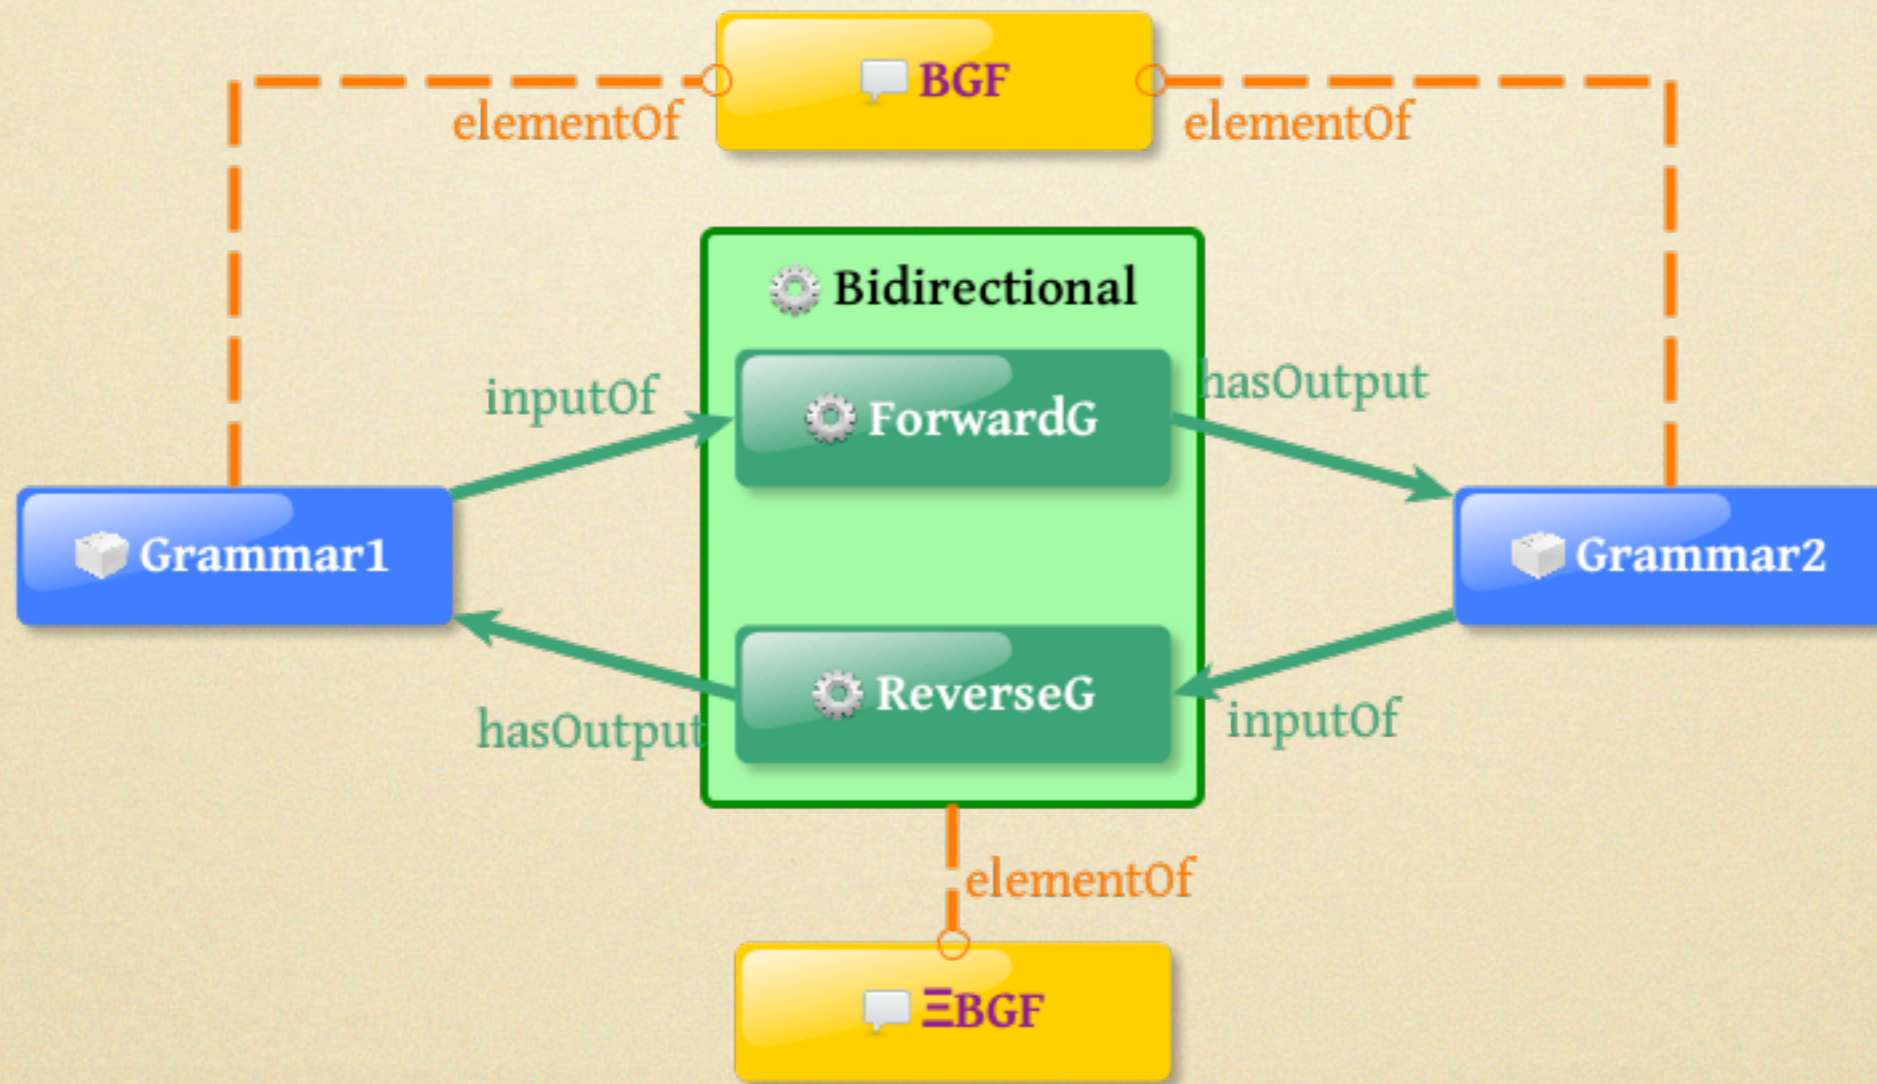 BGF
elementOf
elementOf
Bidirectional
inputOf
ForwardG
hasOutput
Grammar1
Grammar2
hasOutput
ReverseG
inputOf
elementOf
ΞBGF